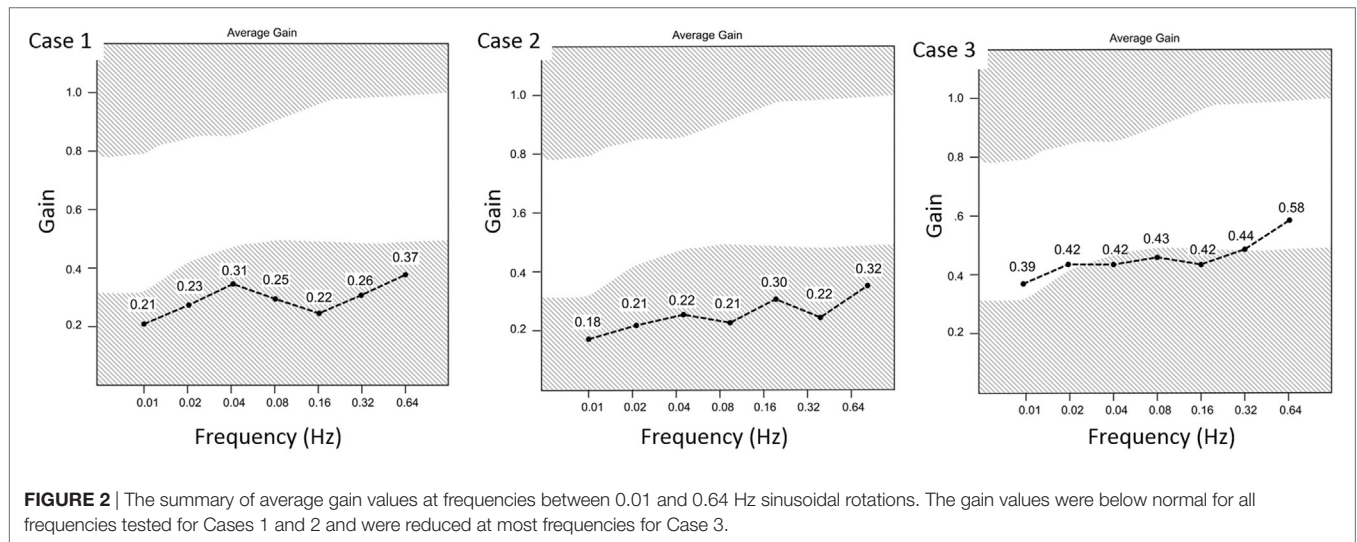 Case 1
Average Gain
1.0
0.8
0.6
0.4
0.2
Gain
0.21
0.23
0.31
0.25
0.22
0.26
0.37
0.01 0.02 0.04 0.08 0.16 0.32 0.64
Frequency (Hz)
Case 2
Average Gain
1.0
0.8
.6
0.4
0.2
Gain
0.18
0.21
0.22
0.21
0.30
0.22
0.32
0.01 0.02 0.04 0.08 0.16 0.32 0.64
Frequency (Hz)
Case 3
Average Gain
1.0
0.8
.6
0.4
0.2
Gain
0.39
0.42
0.42
0.43
0.42
0.44
0.58
0.01 0.02 0.04 0.08 0.16 0.32 0.64
Frequency (Hz)
FIGURE 2 | The summary of average gain values at frequencies between 0.01 and 0.64 Hz sinusoidal rotations. The gain values were below normal for all
frequencies tested for Cases 1 and 2 and were reduced at most frequencies for Case 3.